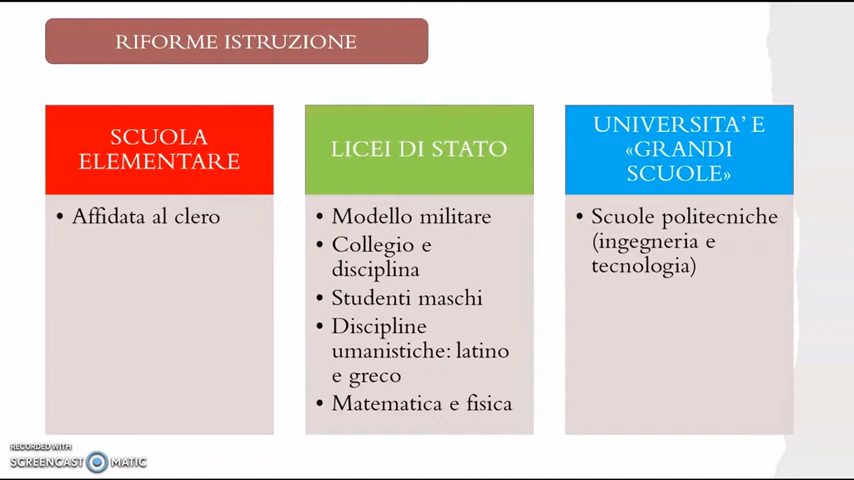 RIFORME ISTRUZIONE
SCUOLA
ELEMENTARE
• Affidata al clero
LICEI DI STATO
• Modello militare
• Collegio e
disciplina
• Studenti maschi
• Discipline
umanistiche: latino
e greco
• Matematica e fisica
UNIVERSITA’ E
«GRANDI
SCUOLE»
• Scuole politecniche
(ingegneria e
tecnologia)
RECORDED WITH
SCREENCAST MATIC